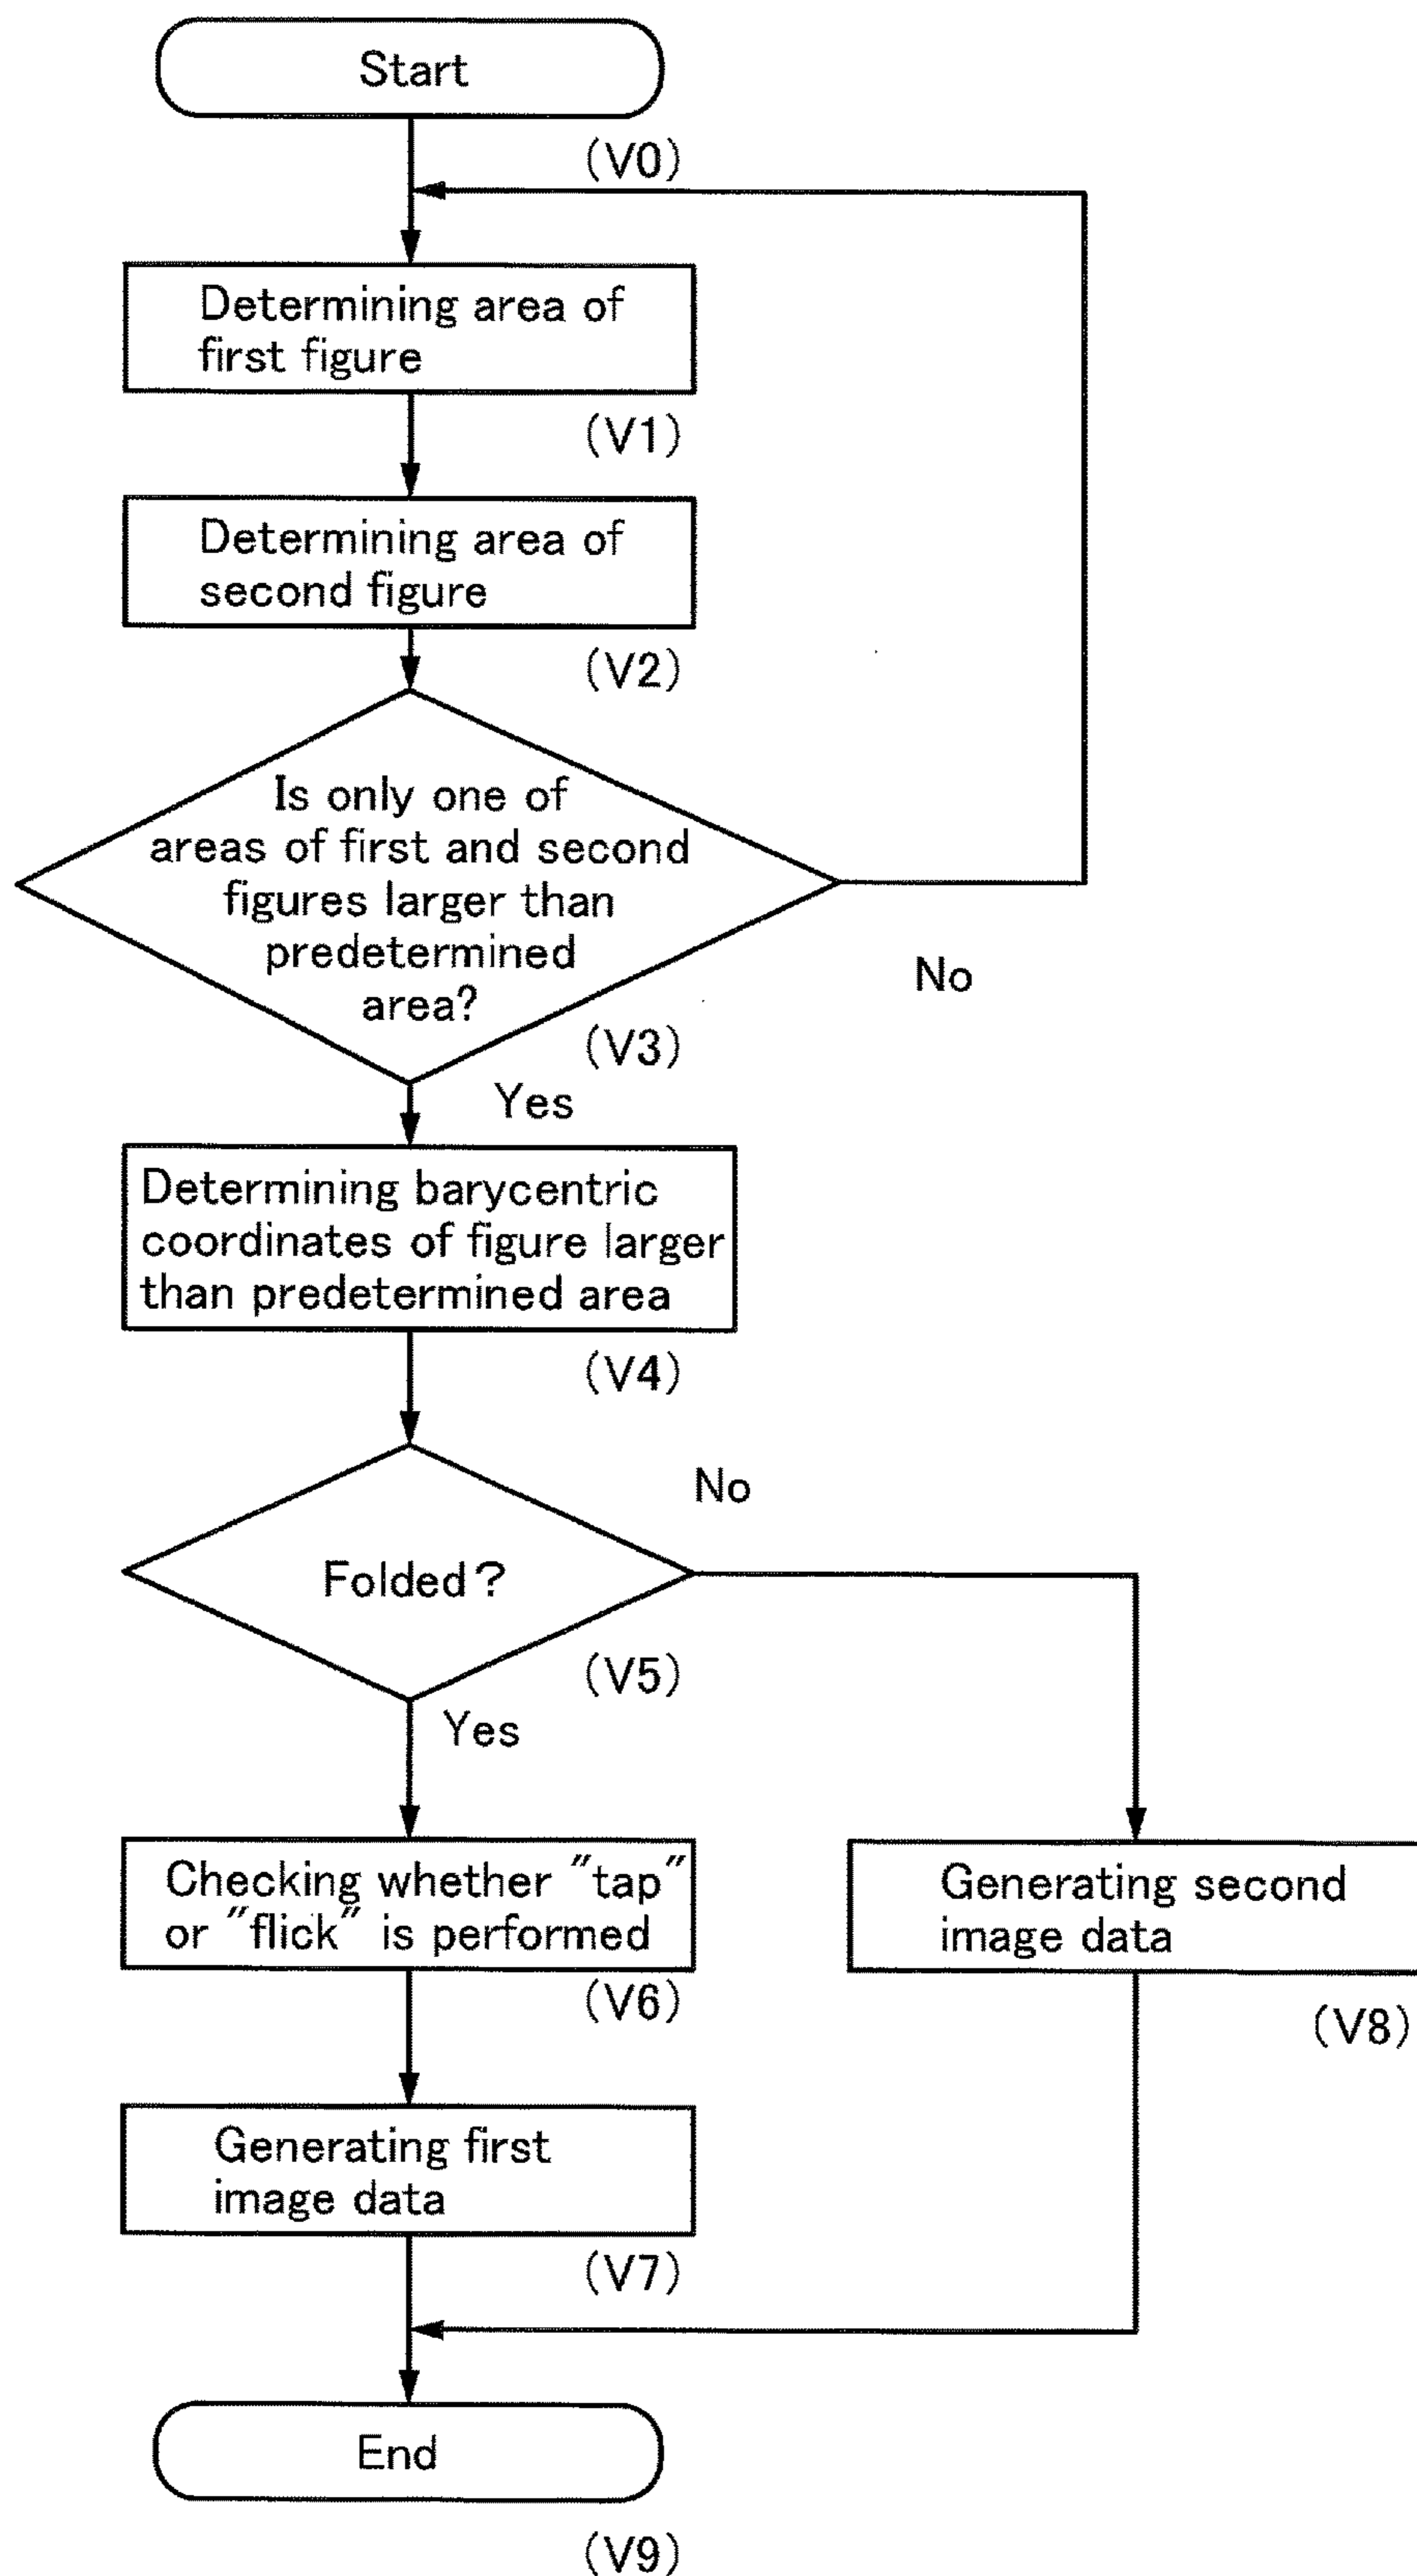 Start
(V0)
Determining area of
first figure
(V1)
Determining area of
second figure
(V2)
Is only one of
areas of first and second
figures larger than
predetermined
area?
No
(V3)
Yes
Determining barycentric
coordinates of figure larger
than predetermined area
(V4)
No
Folded?
(V5)
Yes
Checking whether "tap"
or "flick" is performed
(V6)
Generating second
image data
(V8)
Generating first
image data
(V7)
End
(V9)